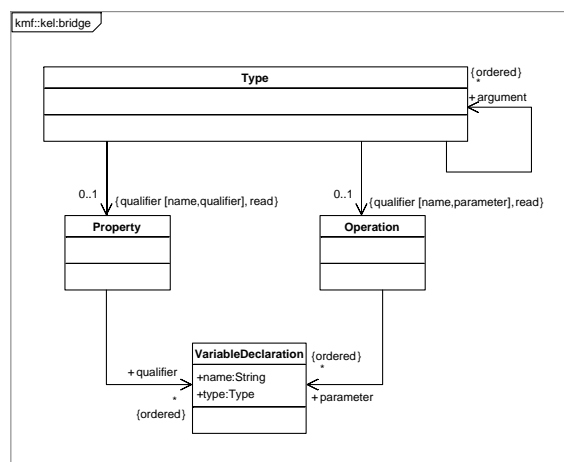 kmf::kel:bridge
Type
{ordered}
*
+argument
0..1
{qualifier [name,qualifier], read}
0..1
{qualifier [name,parameter],read}
Property
Operation
VariableDeclaration
+name:String
+type:Type
{ordered}
*
+qualifier
*
{ordered}
+parameter